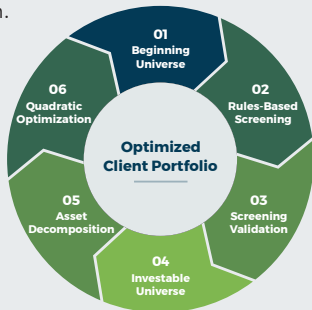 n.
01
Beginning
Universe
02
Rules-Based
Screening
03
Screening
Validation
04
Investable
Universe
05
Asset
Decomposition
06
Quadratic
Optimization
Optimized
Client Portfolio